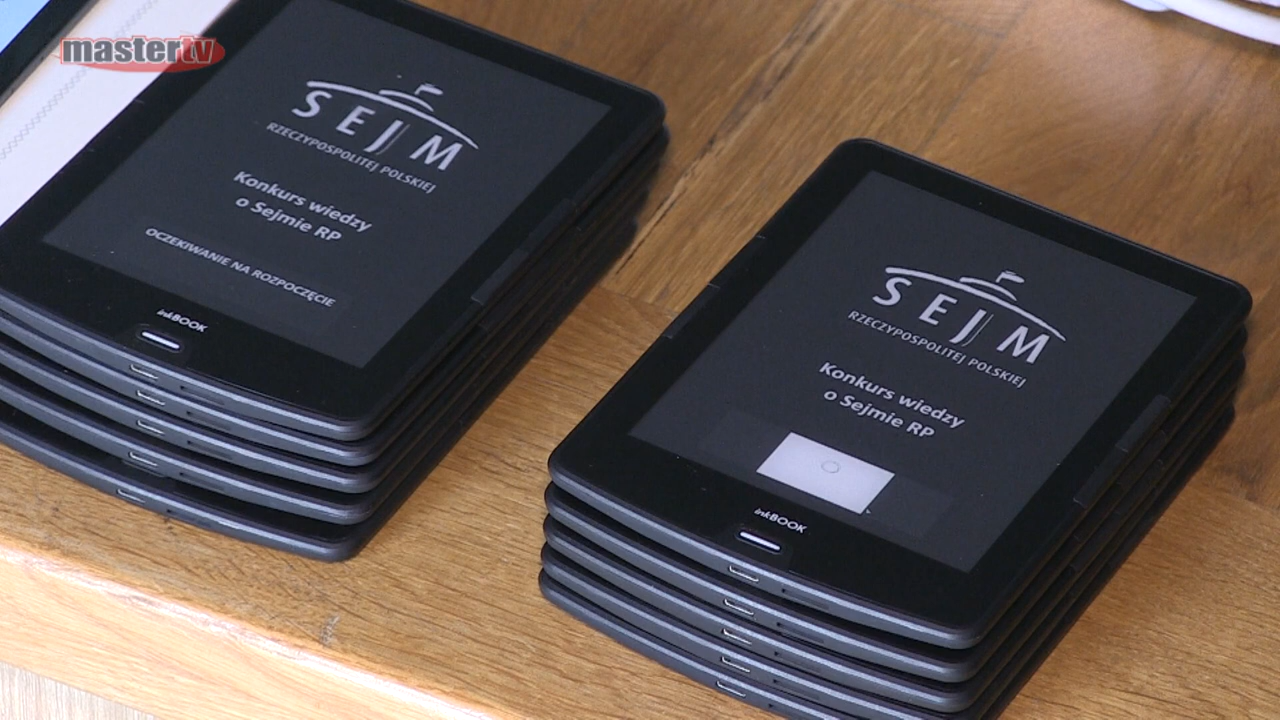 mastertv
SEJM
RZECZYPOSPOLITEJ POLSKIEJ
Konkurs wiedzy
o Sejmie RP
OCZEKIWANIE NA ROZPOCZĘCIE
inkBOOK
SEJM
RZECZYPOSPOLITEJ POLSKIEJ
Konkurs wiedzy
o Sejmie RP
inkBOOK